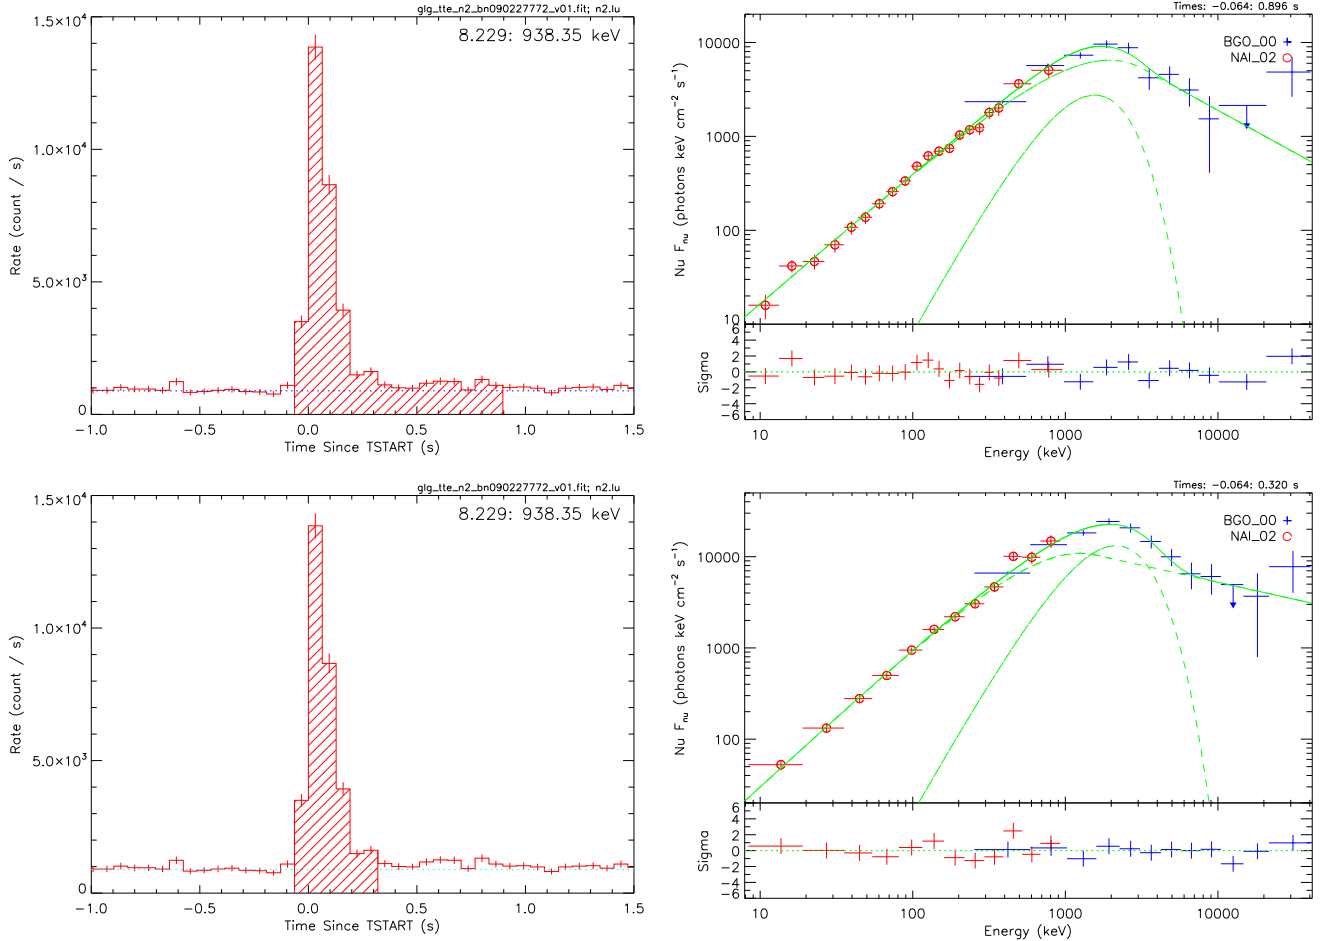 glg_tte_n2_bn090227772_v01.fit; n2.lu
8.229: 938.35 keV
1.5×10⁴
1.0×10⁴
5.0×10³
0
Rate (count / s)
-1.0 -0.5 0.0 0.5 1.0 1.5
Time Since TSTART (s)
Times: -0.064: 0.896 s
BGO_00
NAI_02
10000
1000
100
10
Nu Fnu (photons keV cm⁻² s⁻¹)
6
4
2
0
-2
-4
-6
Sigma
10 100 1000 10000
Energy (keV)
glg_tte_n2_bn090227772_v01.fit; n2.lu
8.229: 938.35 keV
1.5×10⁴
1.0×10⁴
5.0×10³
0
Rate (count / s)
-1.0 -0.5 0.0 0.5 1.0 1.5
Time Since TSTART (s)
Times: -0.064: 0.320 s
BGO_00
NAI_02
10000
1000
100
Nu Fnu (photons keV cm⁻² s⁻¹)
6
4
2
0
-2
-4
-6
Sigma
10 100 1000 10000
Energy (keV)